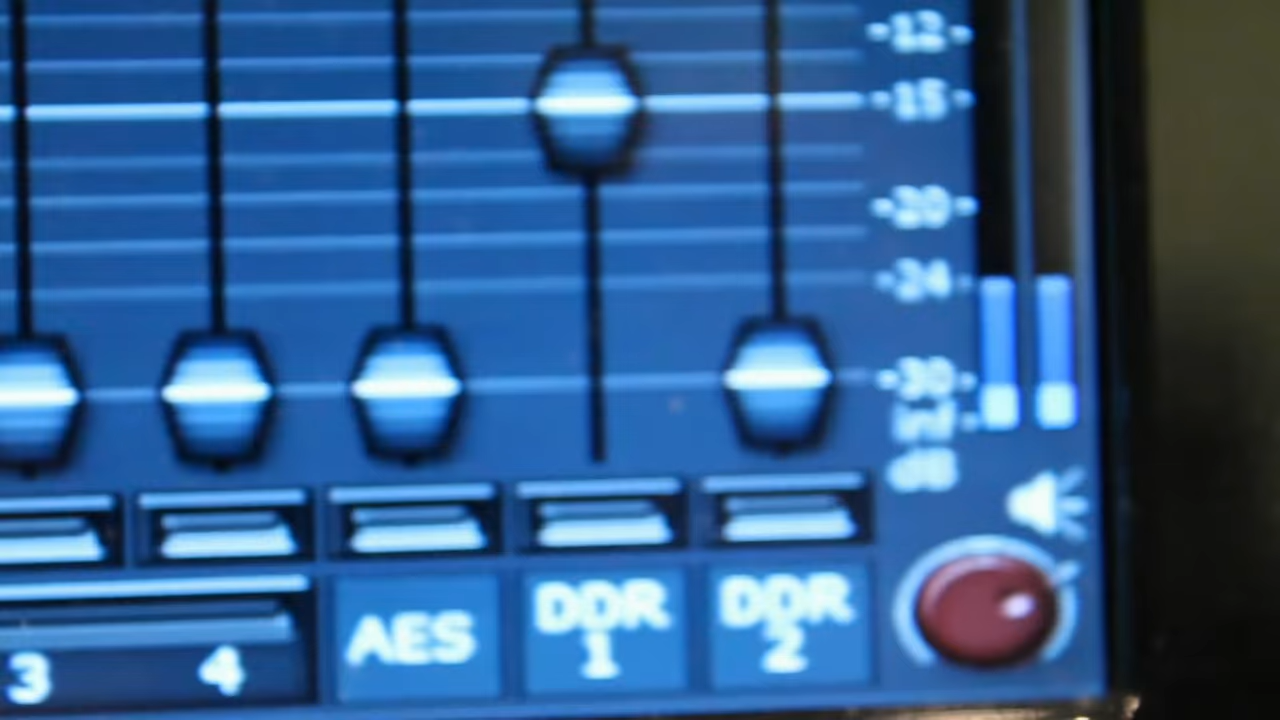 -12-
-15-
-20-
-24-
-30-
Inf-
dB
AES
DDR
1
DDR
2
3
4